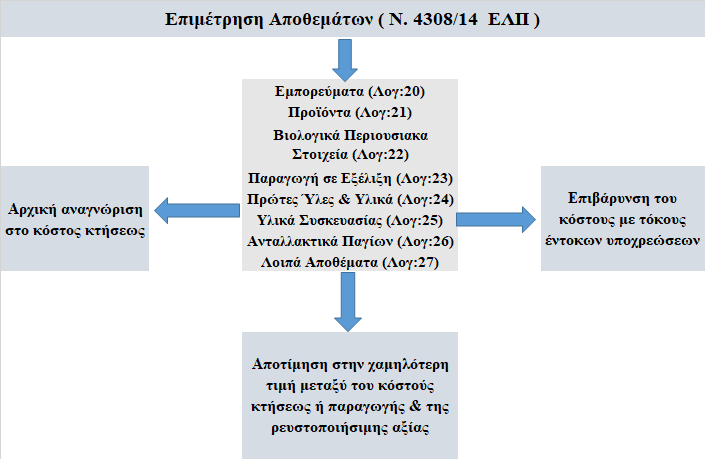 Επιμέτρηση Αποθεμάτων ( Ν. 4308/14 ΕΛΠ )
Εμπορεύματα (Λογ:20)
Προϊόντα (Λογ:21)
Βιολογικά Περιουσιακα
Στοιχεία (Λογ:22)
Παραγωγή σε Εξέλιξη (Λογ:23)
Πρώτες Ύλες & Υλικά (Λογ:24)
Υλικά Συσκευασίας (Λογ:25)
Ανταλλακτικά Παγίων (Λογ:26)
Λοιπά Αποθέματα (Λογ:27)
Αρχική αναγνώριση
στο κόστος κτήσεως
Επιβάρυνση του
κόστους με τόκους
έντοκων υποχρεώσεων
Αποτίμηση στην χαμηλότερη
τιμή μεταξύ του κόστούς
κτήσεως ή παραγωγής & της
ρευστοποιήσιμης αξίας